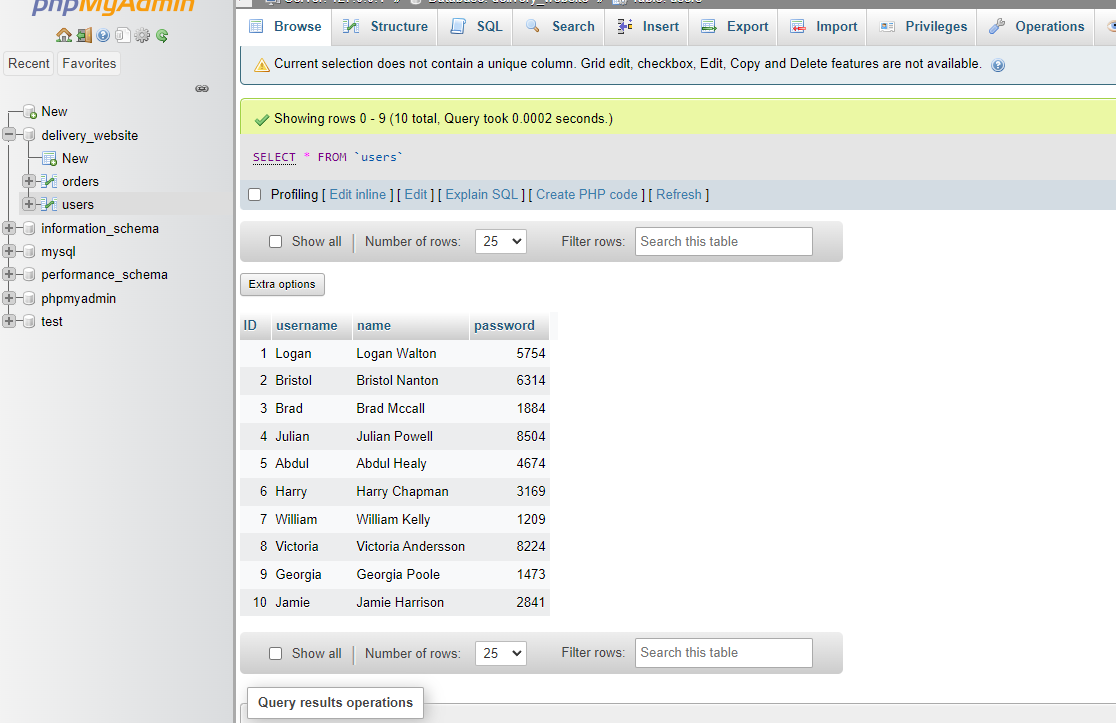 phpMyAdmin
Recent Favorites
New
delivery_website
New
orders
users
information_schema
mysql
performance_schema
phpmyadmin
test
Browse Structure SQL Search Insert Export Import Privileges Operations
Current selection does not contain a unique column. Grid edit, checkbox, Edit, Copy and Delete features are not available.
Showing rows 0 - 9 (10 total, Query took 0.0002 seconds.)
SELECT * FROM `users`
Profiling [ Edit inline ] [ Edit ] [ Explain SQL ] [ Create PHP code ] [ Refresh ]
Show all Number of rows: 25 Filter rows: Search this table
Extra options
ID username name password
1 Logan Logan Walton 5754
2 Bristol Bristol Nanton 6314
3 Brad Brad Mccall 1884
4 Julian Julian Powell 8504
5 Abdul Abdul Healy 4674
6 Harry Harry Chapman 3169
7 William William Kelly 1209
8 Victoria Victoria Andersson 8224
9 Georgia Georgia Poole 1473
10 Jamie Jamie Harrison 2841
Show all Number of rows: 25 Filter rows: Search this table
Query results operations